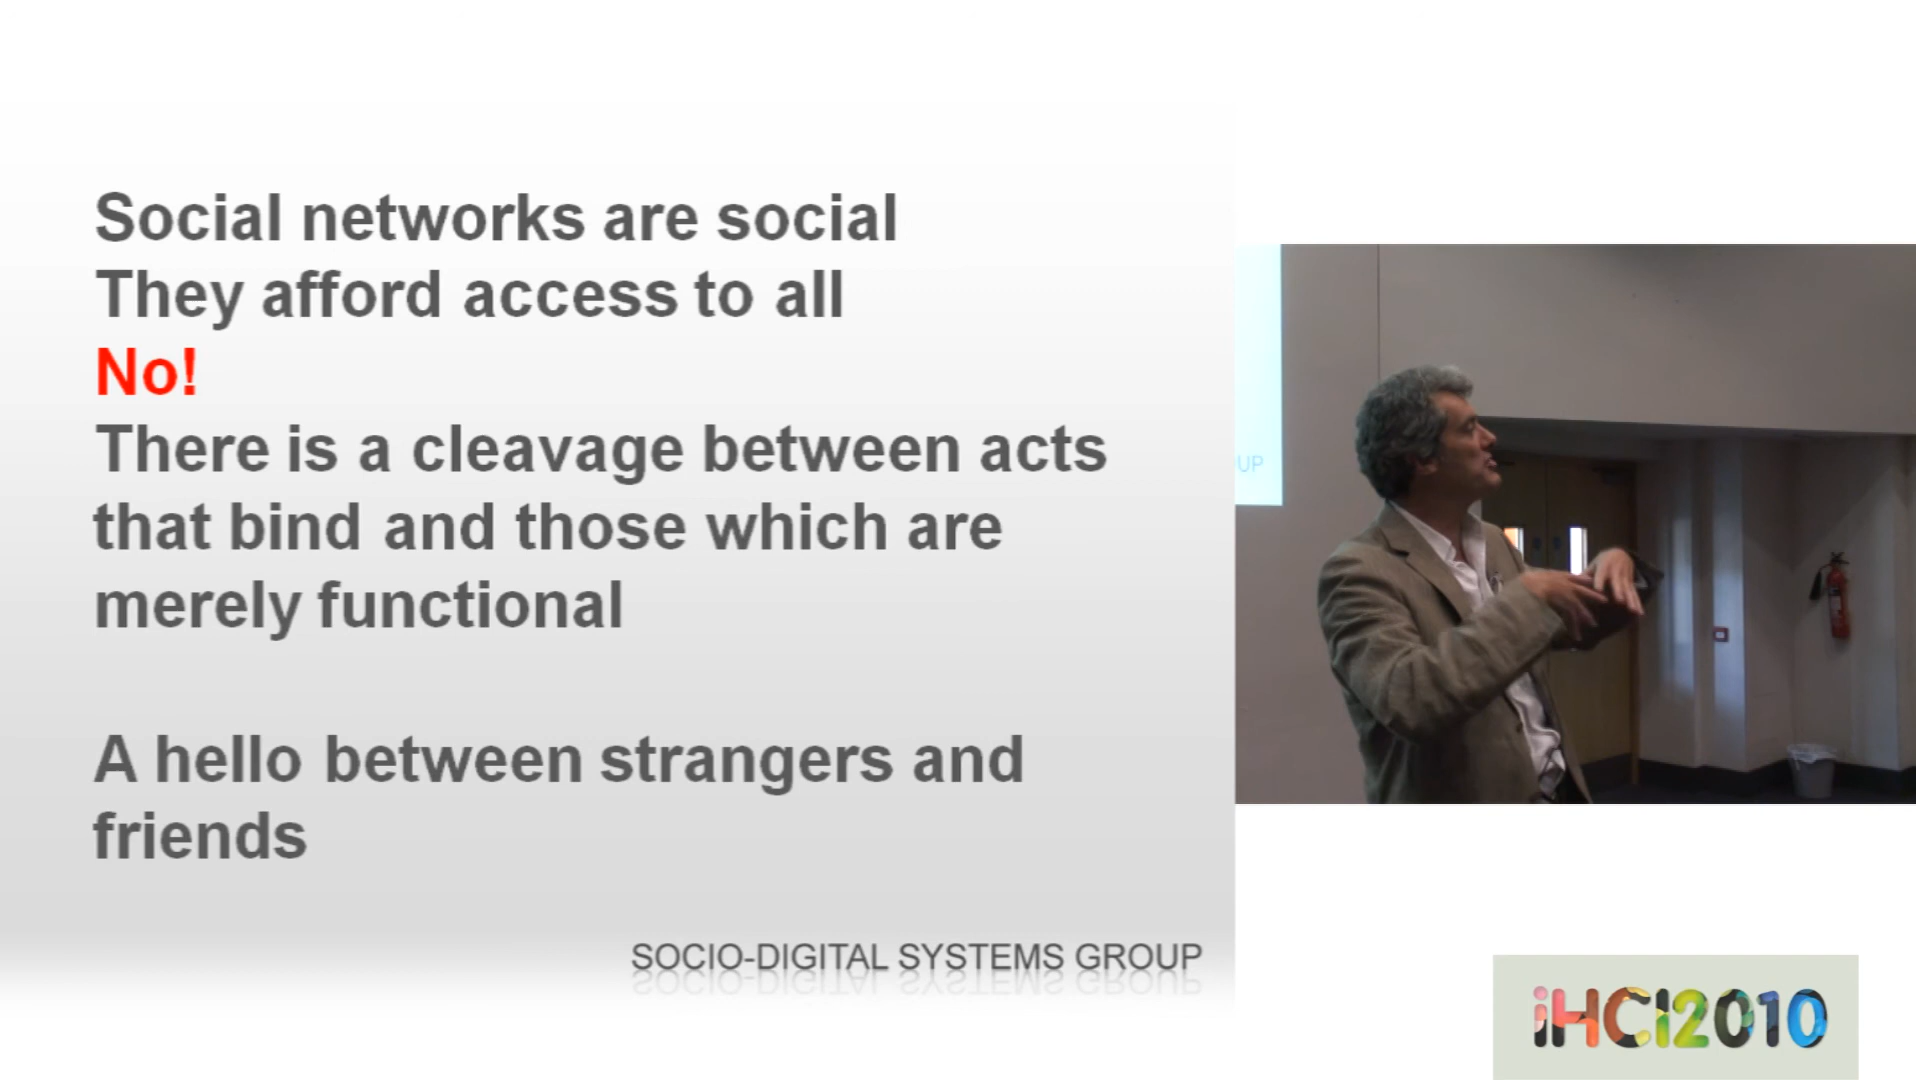 Social networks are social
They afford access to all
No!
There is a cleavage between acts
that bind and those which are
merely functional
A hello between strangers and
friends
SOCIO-DIGITAL SYSTEMS GROUP
UP
iHCI2010